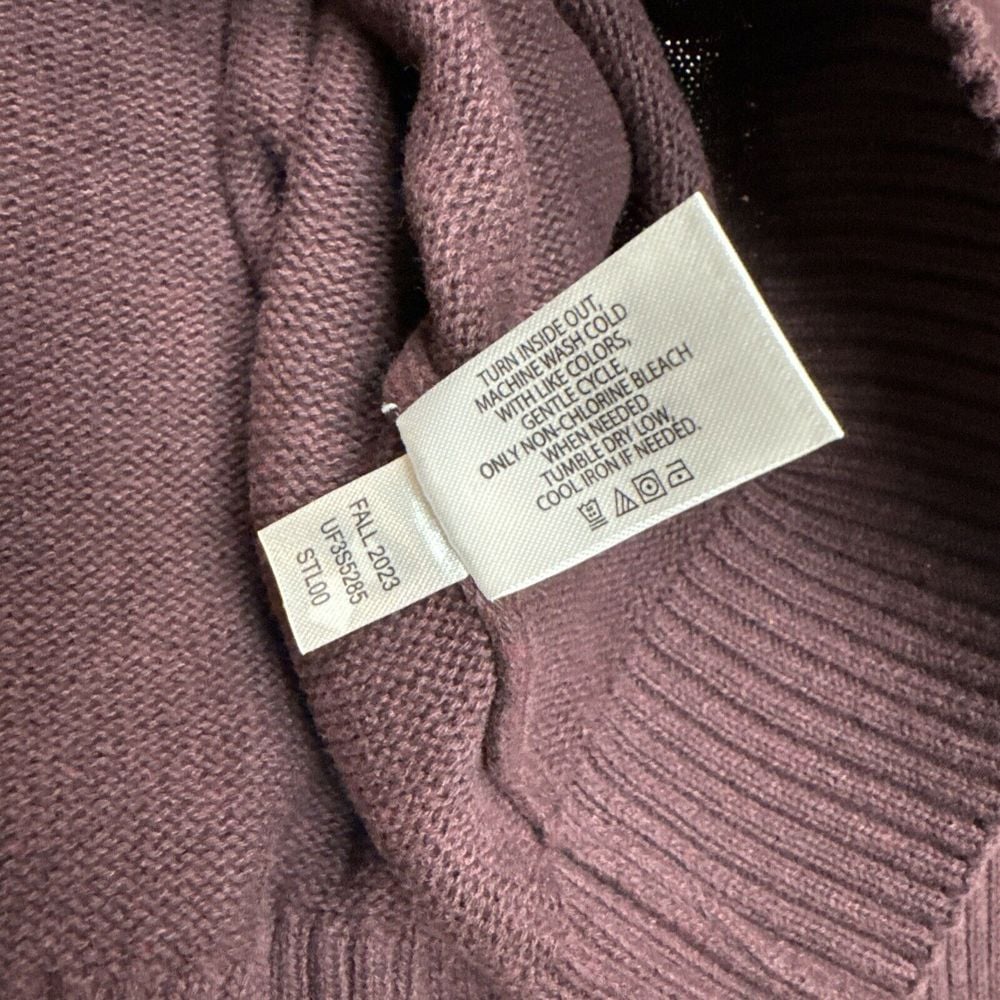 TURN INSIDE OUT,
MACHINE WASH COLD
WITH LIKE COLORS,
GENTLE CYCLE.
ONLY NON-CHLORINE BLEACH
WHEN NEEDED
TUMBLE DRY LOW,
COOL IRON IF NEEDED.
FALL 2023
UF3S5285
STL00